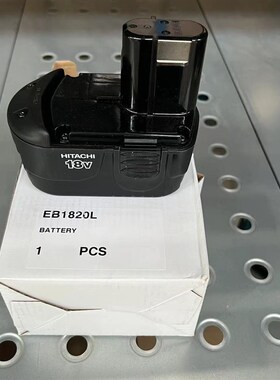 HITACHI
18V
EB1820L
BATTERY
1 PCS